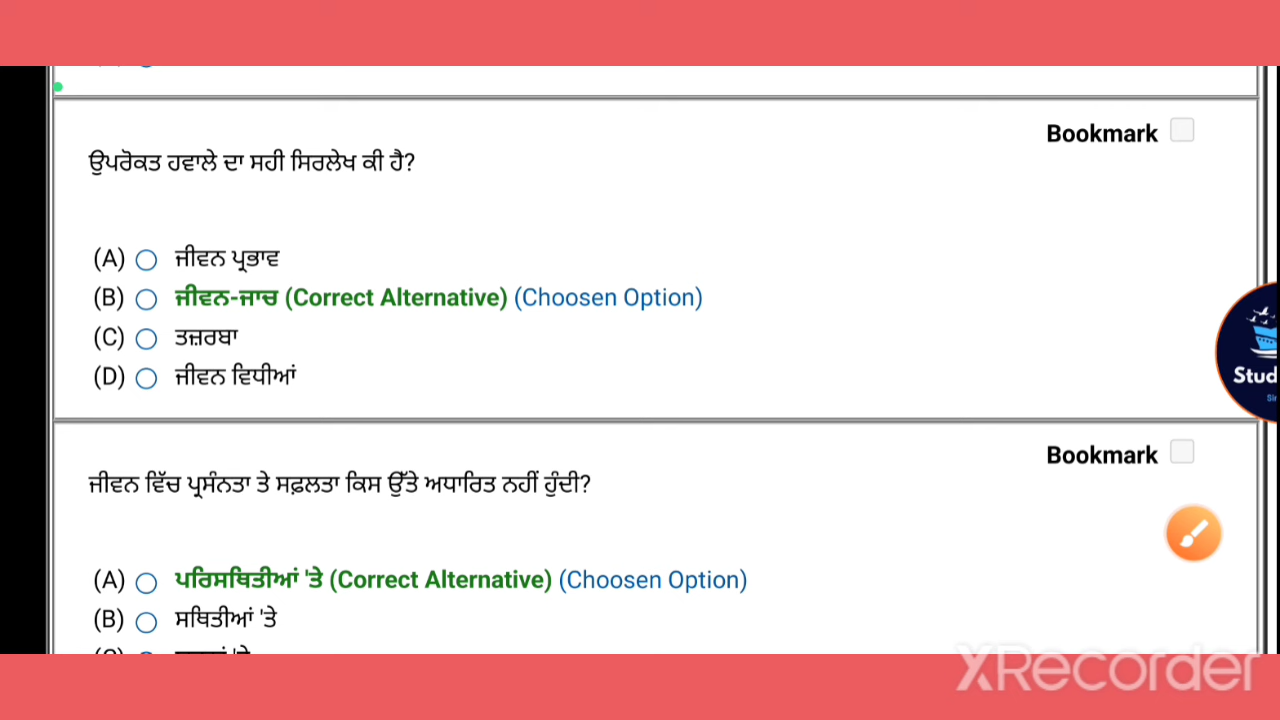 Bookmark
ਉਪਰੋਕਤ ਹਵਾਲੇ ਦਾ ਸਹੀ ਸਿਰਲੇਖ ਕੀ ਹੈ?
(A) ਜੀਵਨ ਪ੍ਰਭਾਵ
(B) ਜੀਵਨ-ਜਾਚ (Correct Alternative) (Choosen Option)
(C) ਤਜ਼ਰਬਾ
(D) ਜੀਵਨ ਵਿਧੀਆਂ
Bookmark
ਜੀਵਨ ਵਿੱਚ ਪ੍ਰਸੰਨਤਾ ਤੇ ਸਫ਼ਲਤਾ ਕਿਸ ਉੱਤੇ ਅਧਾਰਿਤ ਨਹੀਂ ਹੁੰਦੀ?
(A) ਪਰਿਸਥਿਤੀਆਂ 'ਤੇ (Correct Alternative) (Choosen Option)
(B) ਸਥਿਤੀਆਂ 'ਤੇ
XRecorder